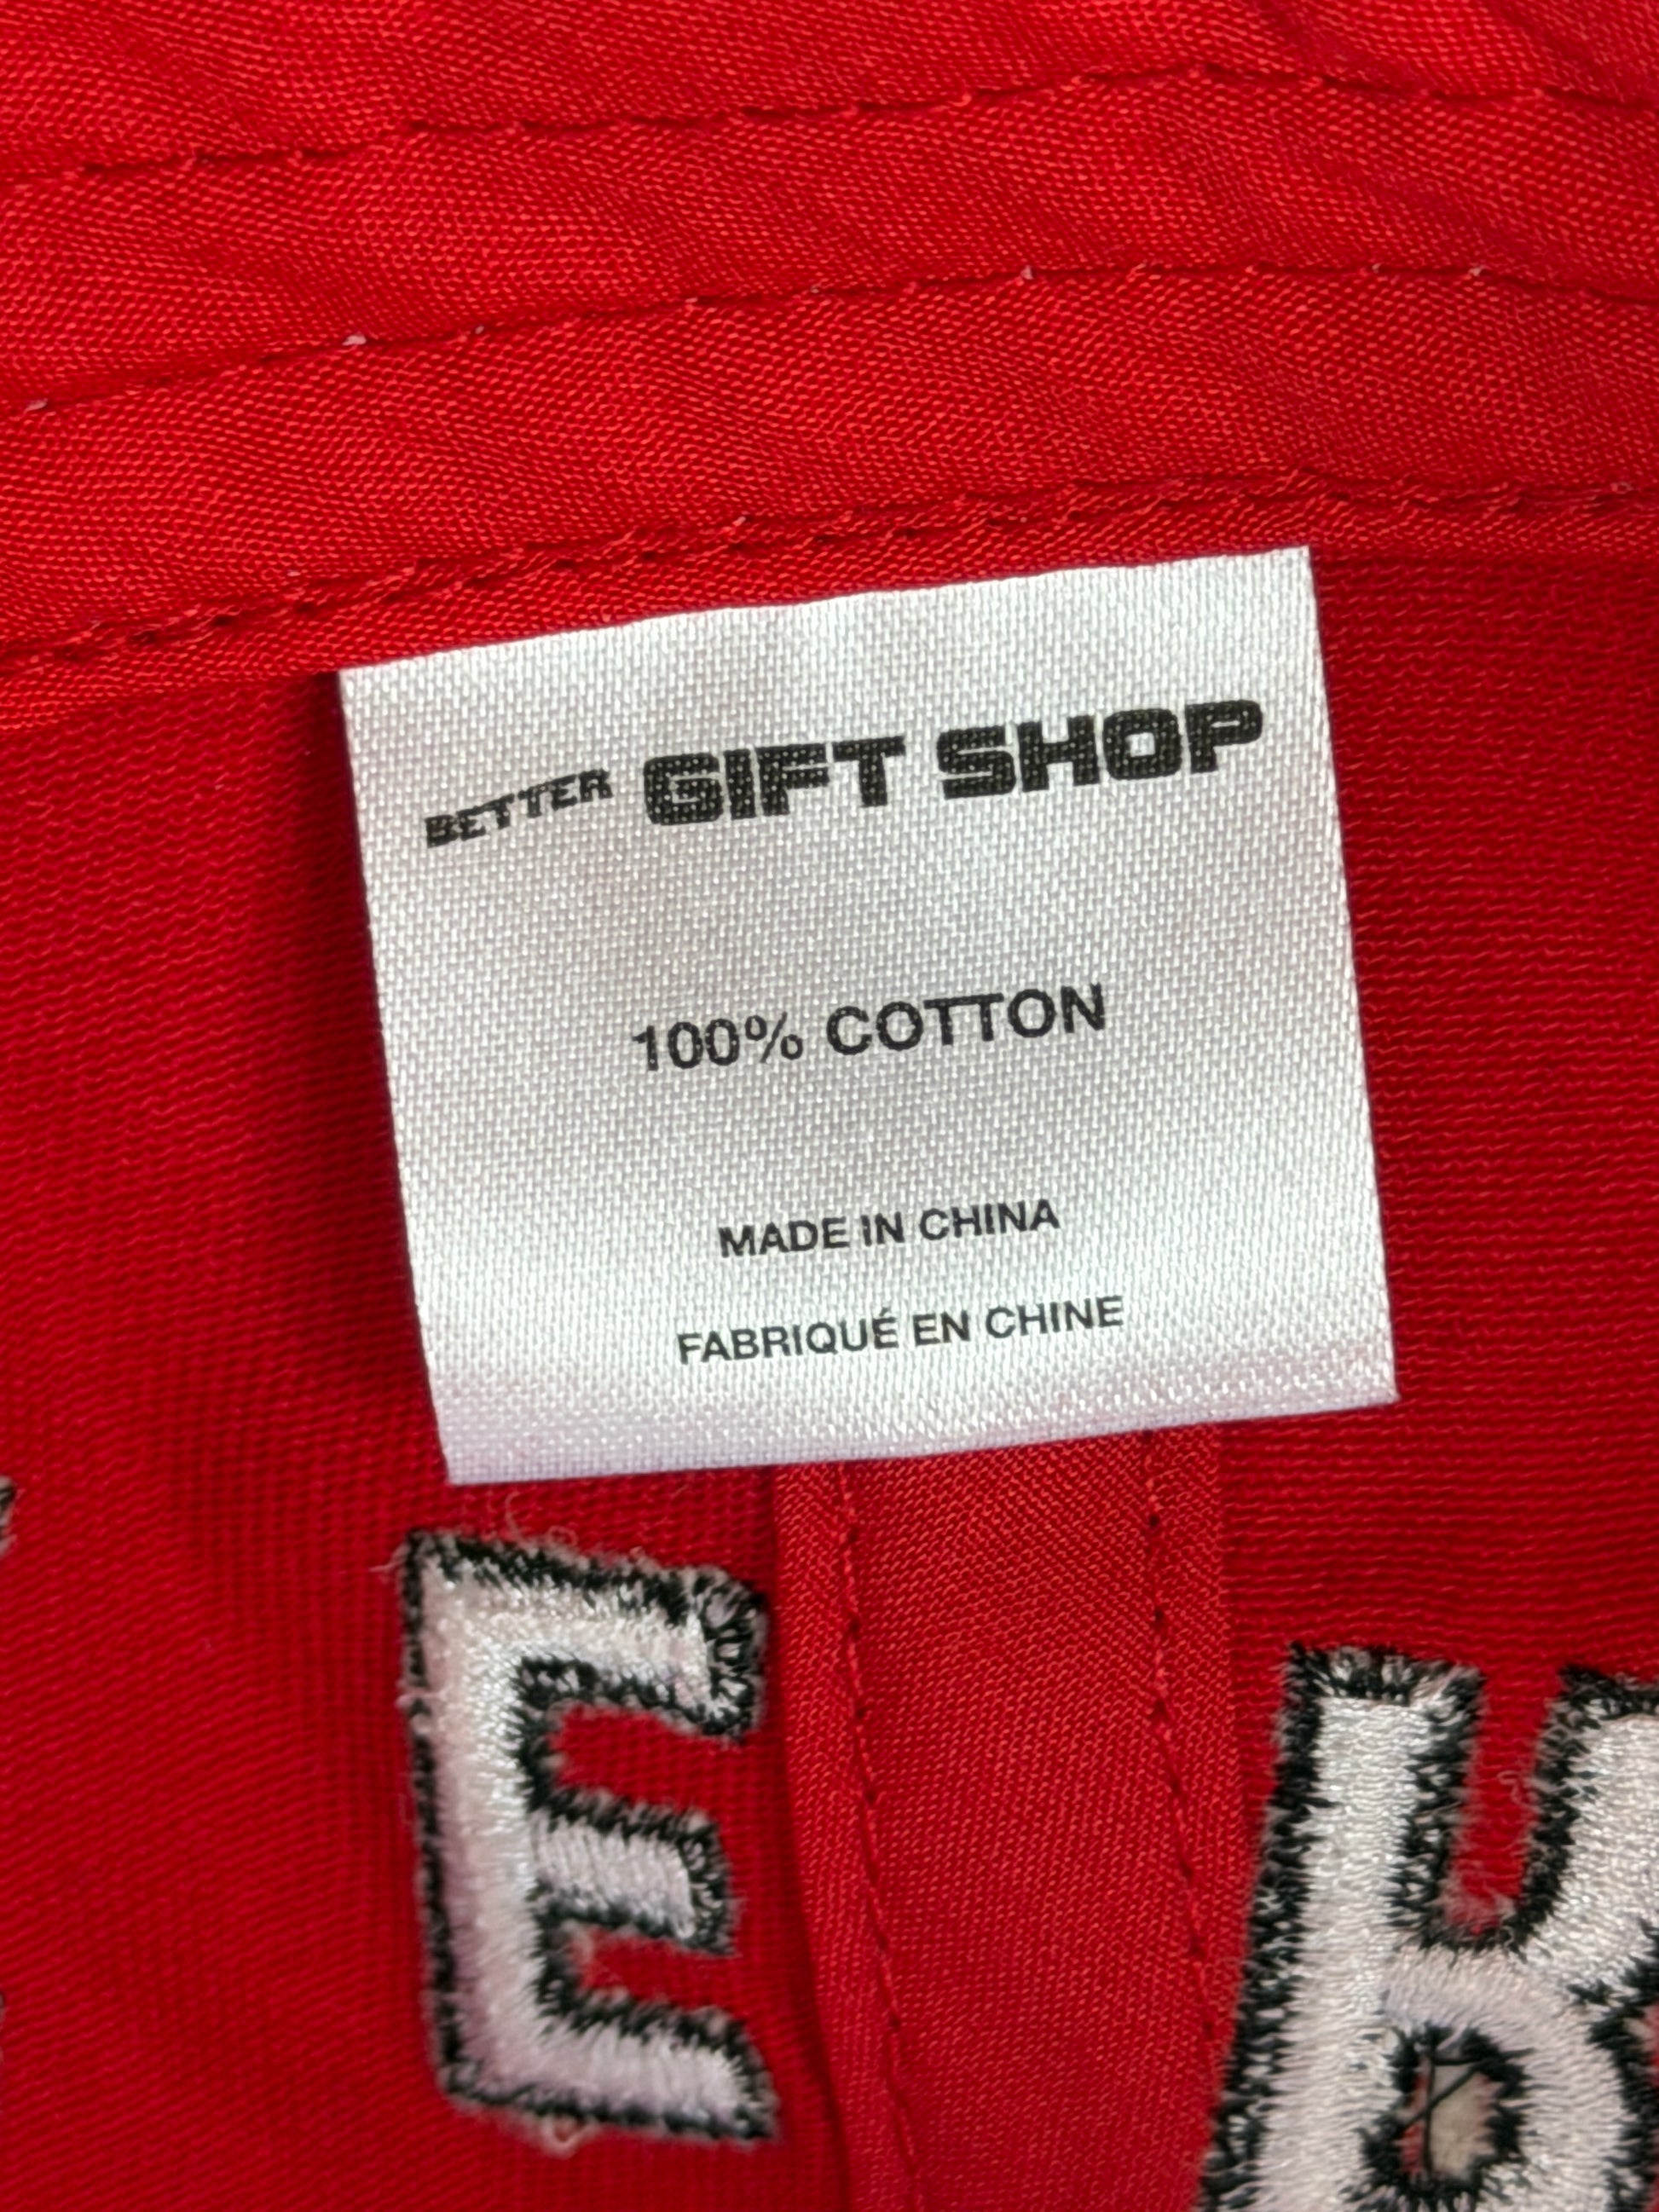 BETTER GIFT SHOP
100% COTTON
MADE IN CHINA
FABRIQUÉ EN CHINE